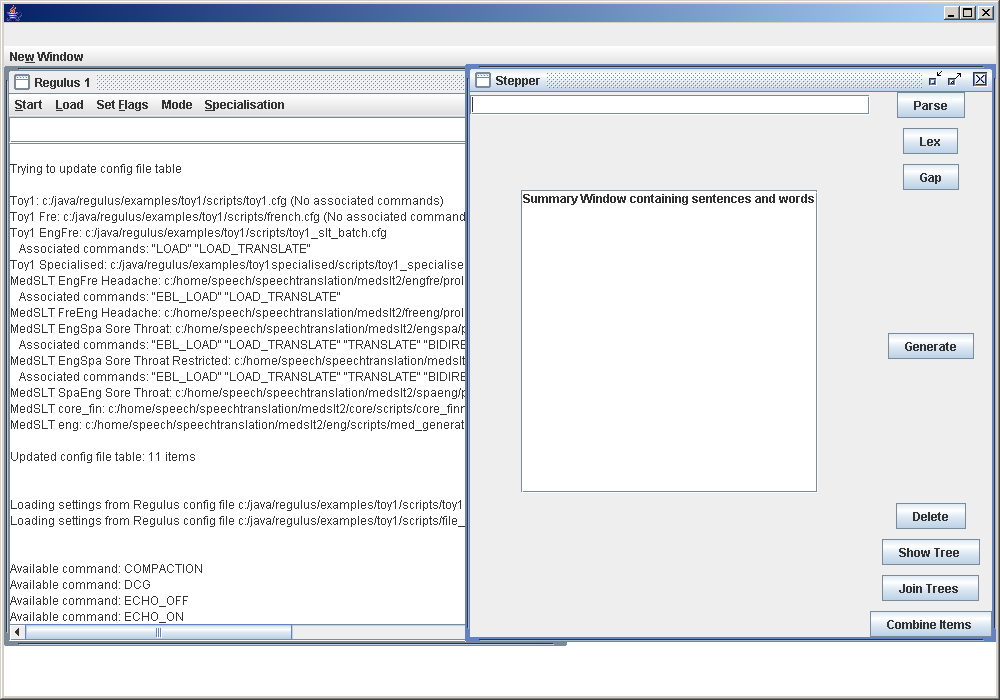 New Window
Regulus 1
Start Load Set Flags Mode Specialisation
Trying to update config file table
Toy1: c:/java/regulus/examples/toy1/scripts/toy1.cfg (No associated commands)
Toy1 Fre: c:/java/regulus/examples/toy1/scripts/french.cfg (No associated command
Toy1 EngFre: c:/java/regulus/examples/toy1/scripts/toy1_slt_batch.cfg
Associated commands: "LOAD" "LOAD_TRANSLATE"
Toy1 Specialised: c:/java/regulus/examples/toy1specialised/scripts/toy1_specialise
MedSLT EngFre Headache: c:/home/speech/speechtranslation/medslt2/engfre/prol
Associated commands: "EBL_LOAD" "LOAD_TRANSLATE"
MedSLT FreEng Headache: c:/home/speech/speechtranslation/medslt2/freeng/prol
MedSLT EngSpa Sore Throat: c:/home/speech/speechtranslation/medslt2/engspa/p
Associated commands: "EBL_LOAD" "LOAD_TRANSLATE" "TRANSLATE" "BIDIRE
MedSLT EngSpa Sore Throat Restricted: c:/home/speech/speechtranslation/medslt
Associated commands: "EBL_LOAD" "LOAD_TRANSLATE" "TRANSLATE" "BIDIRE
MedSLT SpaEng Sore Throat: c:/home/speech/speechtranslation/medslt2/spaeng/p
MedSLT core_fin: c:/home/speech/speechtranslation/medslt2/core/scripts/core_finr
MedSLT eng: c:/home/speech/speechtranslation/medslt2/eng/scripts/med_generat
Updated config file table: 11 items
Loading settings from Regulus config file c:/java/regulus/examples/toy1/scripts/toy1
Loading settings from Regulus config file c:/java/regulus/examples/toy1/scripts/file_
Available command: COMPACTION
Available command: DCG
Available command: ECHO_OFF
Available command: ECHO_ON
Stepper
Parse
Lex
Gap
Summary Window containing sentences and words
Generate
Delete
Show Tree
Join Trees
Combine Items